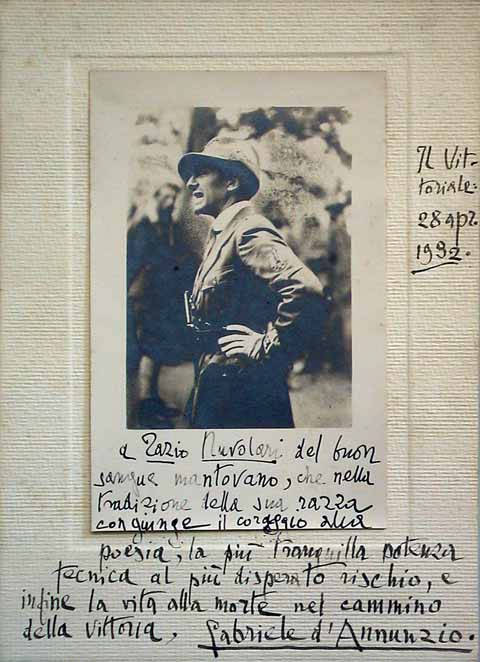 Il Vit-
toriale.
28 apr.
1932.
a Tazio Nuvolari del buon
sangue mantovano, che nella
tradizione della sua razza
congiunge il coraggio alla
poesia, la più tranquilla potenza
tecnica al più disperato rischio, e
infine la vita alla morte nel cammino
della vittoria. Gabriele d'Annunzio.